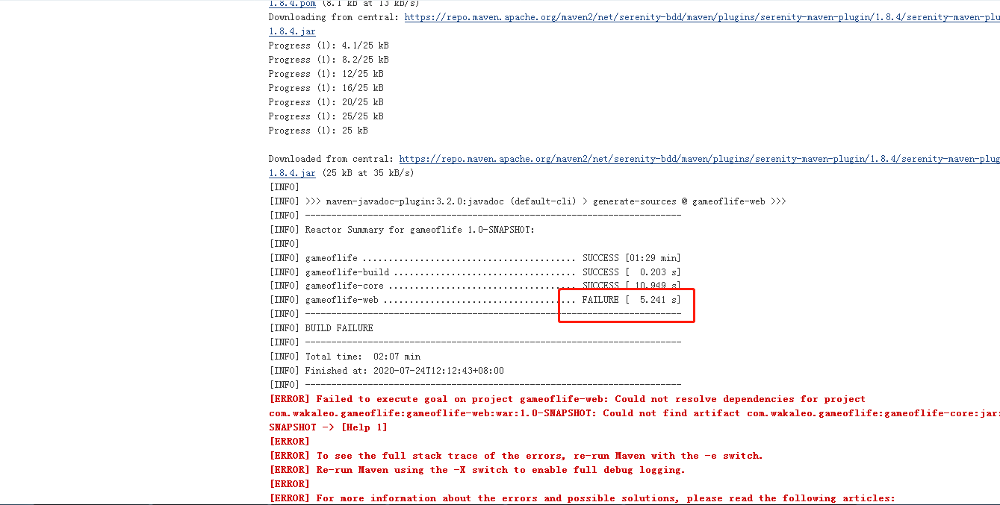 1.8.4.pom (8.1 kB at 13 kB/s)
Downloading from central: https://repo.maven.apache.org/maven2/net/serenity-bdd/maven/plugins/serenity-maven-plugin/1.8.4/serenity-maven-plu
1.8.4.jar
Progress (1): 4.1/25 kB
Progress (1): 8.2/25 kB
Progress (1): 12/25 kB
Progress (1): 16/25 kB
Progress (1): 20/25 kB
Progress (1): 25/25 kB
Progress (1): 25 kB
Downloaded from central: https://repo.maven.apache.org/maven2/net/serenity-bdd/maven/plugins/serenity-maven-plugin/1.8.4/serenity-maven-plug
1.8.4.jar (25 kB at 35 kB/s)
[INFO]
[INFO] >>> maven-javadoc-plugin:3.2.0:javadoc (default-cli) > generate-sources @ gameoflife-web >>>
[INFO] ------------------------------------------------------------------------
[INFO] Reactor Summary for gameoflife 1.0-SNAPSHOT:
[INFO]
[INFO] gameoflife ......................................... SUCCESS [01:29 min]
[INFO] gameoflife-build ................................... SUCCESS [  0.203 s]
[INFO] gameoflife-core .................................... SUCCESS [ 10.949 s]
[INFO] gameoflife-web ..................................... FAILURE [  5.241 s]
[INFO] ------------------------------------------------------------------------
[INFO] BUILD FAILURE
[INFO] ------------------------------------------------------------------------
[INFO] Total time:  02:07 min
[INFO] Finished at: 2020-07-24T12:12:43+08:00
[INFO] ------------------------------------------------------------------------
[ERROR] Failed to execute goal on project gameoflife-web: Could not resolve dependencies for project
com.wakaleo.gameoflife:gameoflife-web:war:1.0-SNAPSHOT: Could not find artifact com.wakaleo.gameoflife:gameoflife-core:jar:
SNAPSHOT -> [Help 1]
[ERROR]
[ERROR] To see the full stack trace of the errors, re-run Maven with the -e switch.
[ERROR] Re-run Maven using the -X switch to enable full debug logging.
[ERROR]
[ERROR] For more information about the errors and possible solutions, please read the following articles: